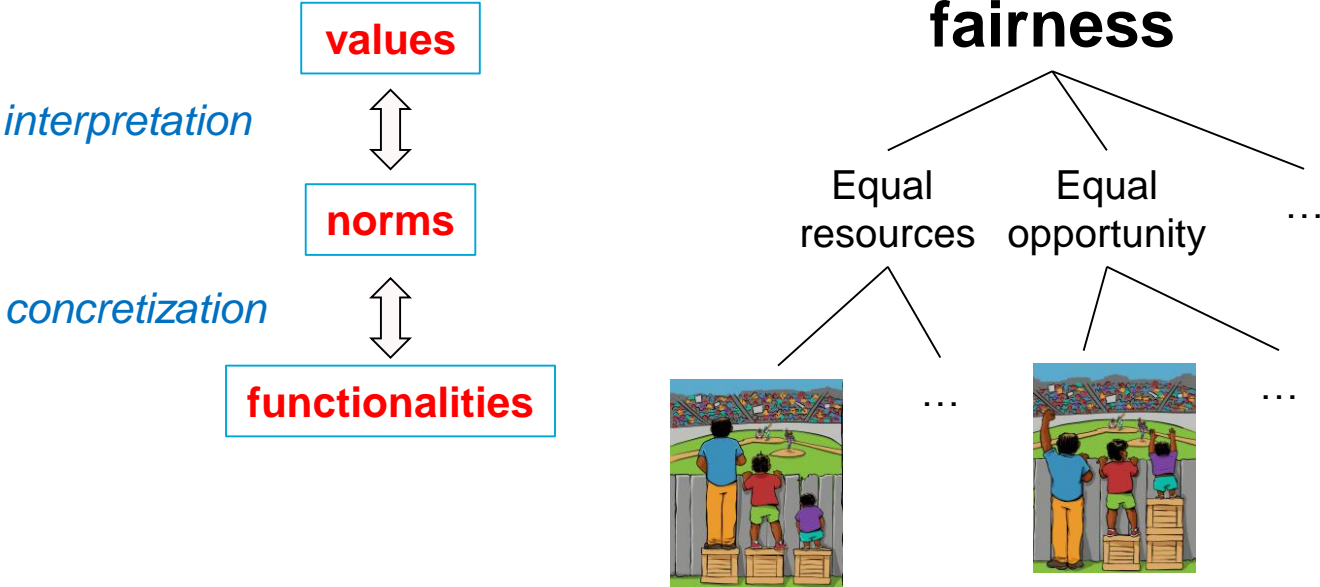 values
interpretation
norms
concretization
functionalities
fairness
Equal
resources
Equal
opportunity
…
…
…